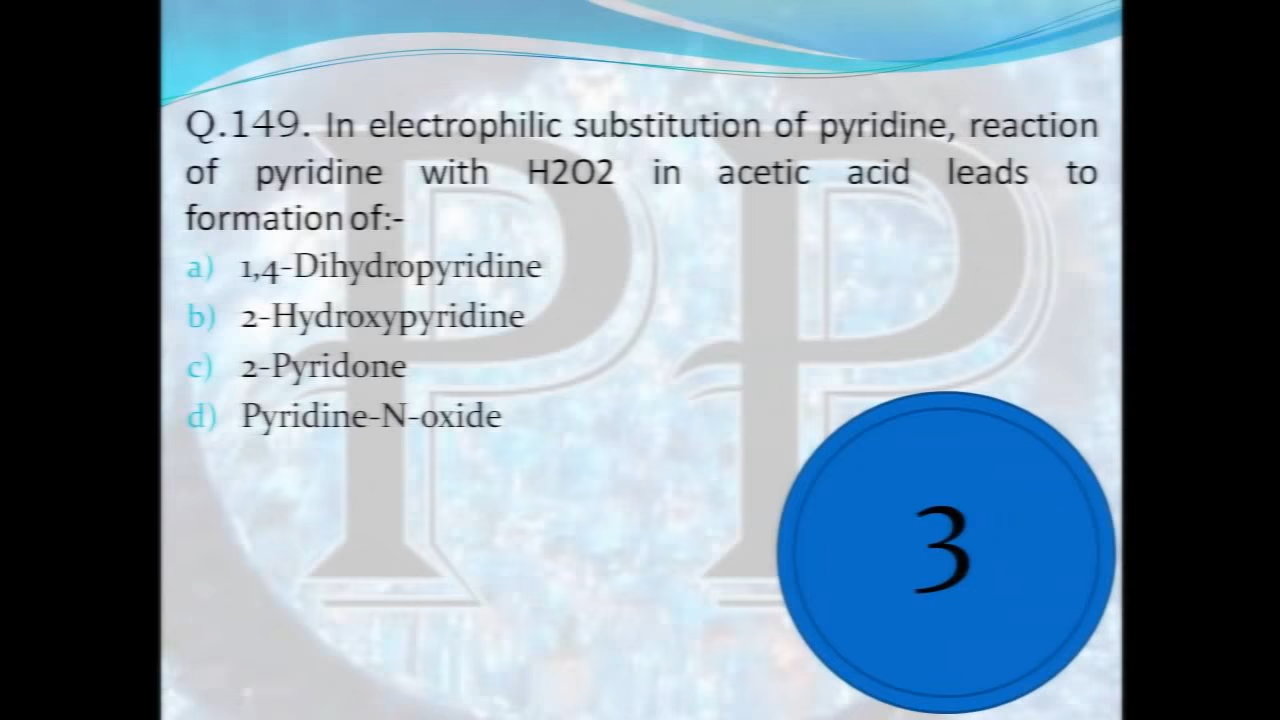 Q.149. In electrophilic substitution of pyridine, reaction
of pyridine with H2O2 in acetic acid leads to
formation of:-
a) 1,4-Dihydropyridine
b) 2-Hydroxypyridine
c) 2-Pyridone
d) Pyridine-N-oxide
PP
3